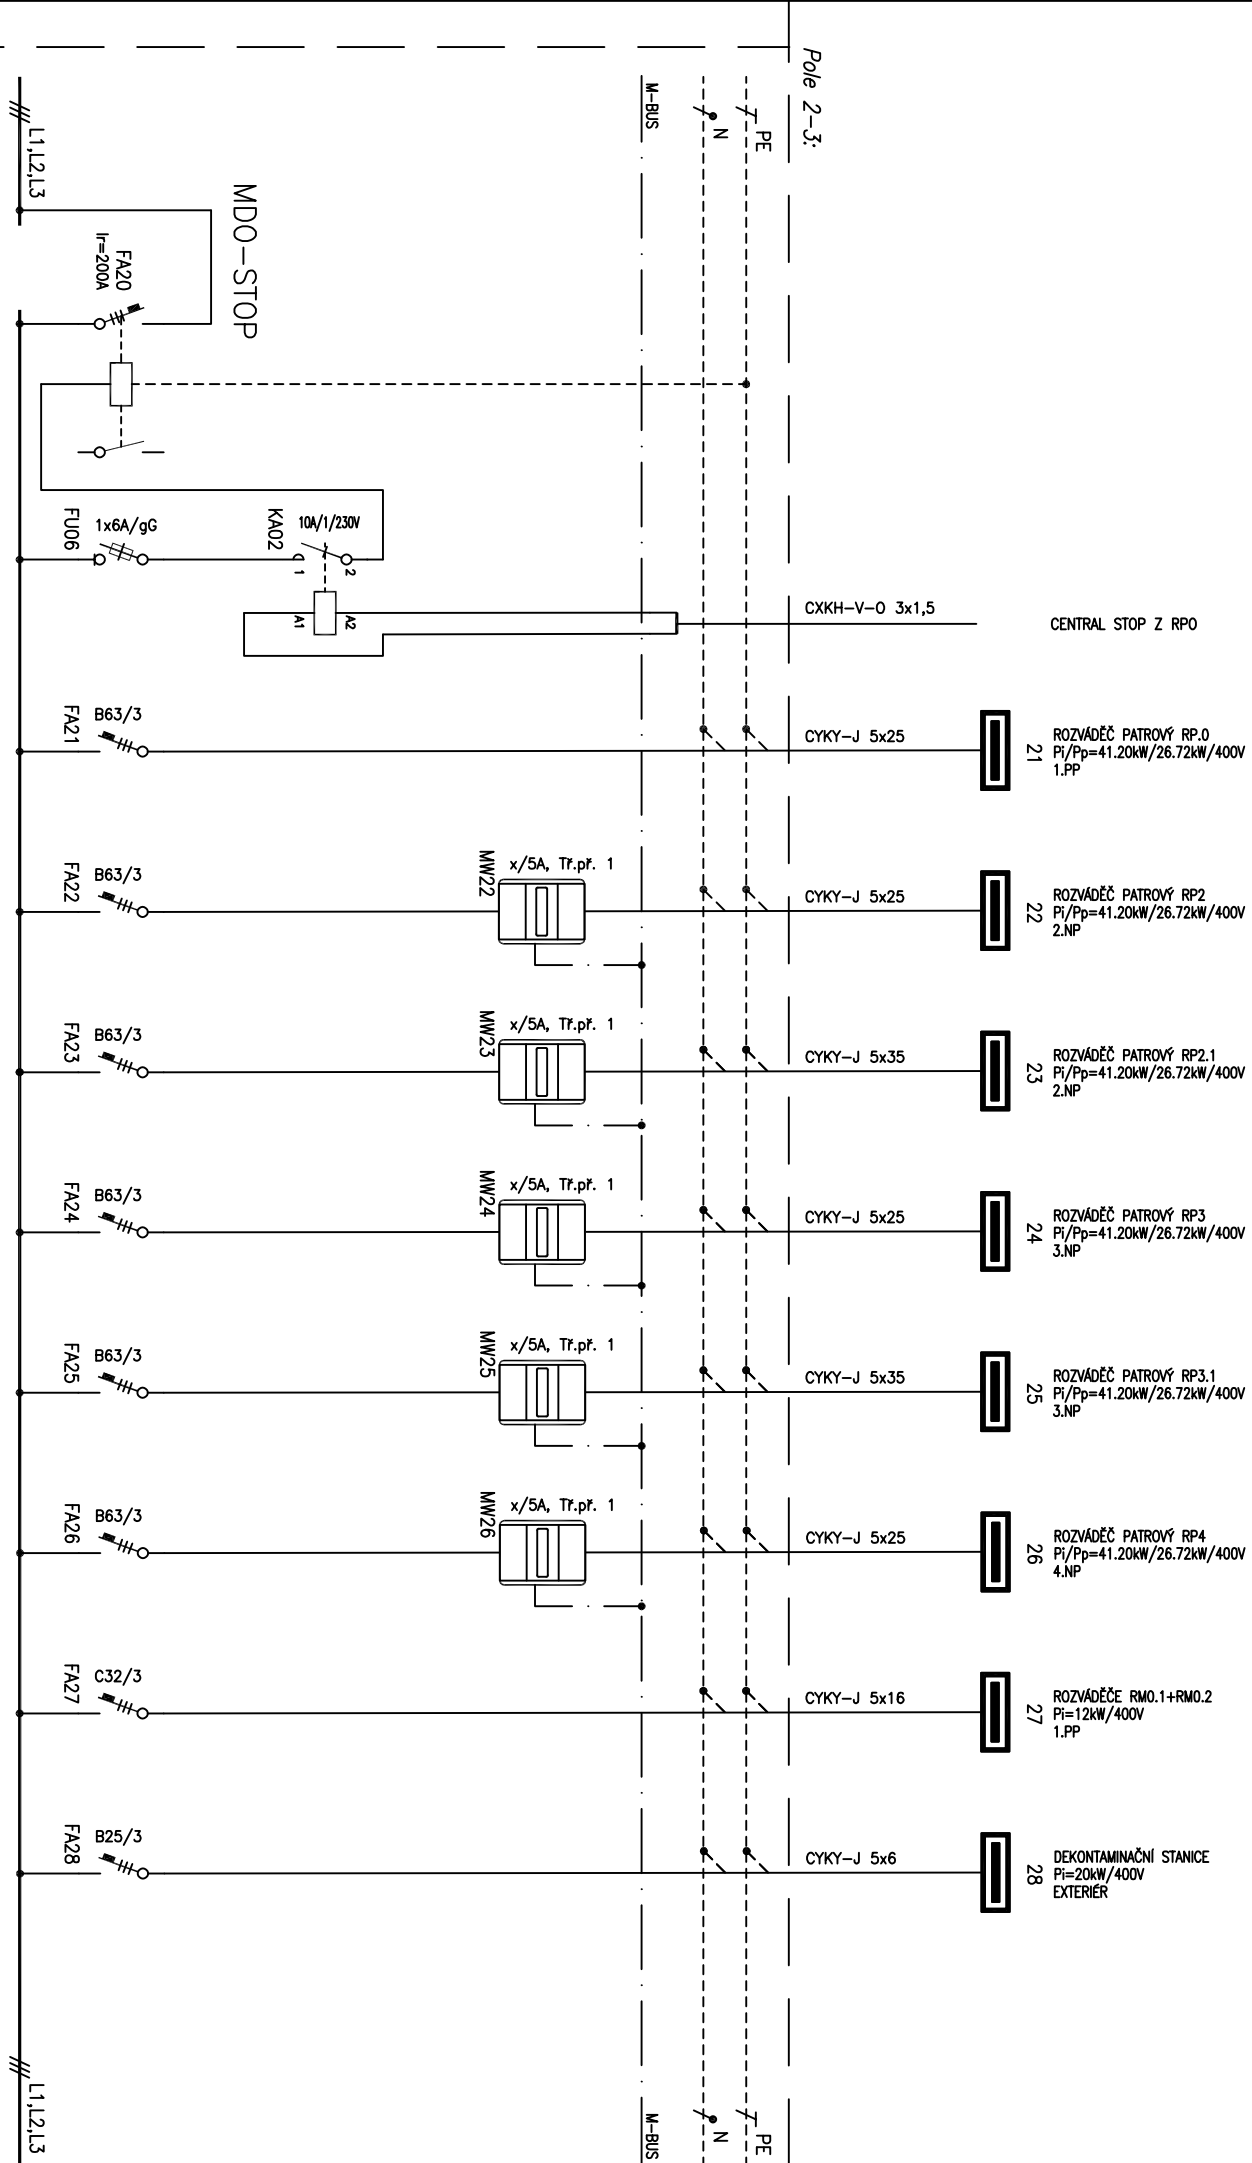 Pole 2-3:
M-BUS
N
PE
L1,L2,L3
MDO-STOP
FA20
Ir=200A
FU06
1x6A/gG
KA02
10A/1/230V
1
2
A1
A2
CXKH-V-O 3x1,5
CENTRAL STOP Z RPO
FA21
B63/3
CYKY-J 5x25
21
ROZVÁDĚČ PATROVÝ RP.0
Pi/Pp=41.20kW/26.72kW/400V
1.PP
FA22
B63/3
MW22
x/5A, Tř.př. 1
CYKY-J 5x25
22
ROZVÁDĚČ PATROVÝ RP2
Pi/Pp=41.20kW/26.72kW/400V
2.NP
FA23
B63/3
MW23
x/5A, Tř.př. 1
CYKY-J 5x35
23
ROZVÁDĚČ PATROVÝ RP2.1
Pi/Pp=41.20kW/26.72kW/400V
2.NP
FA24
B63/3
MW24
x/5A, Tř.př. 1
CYKY-J 5x25
24
ROZVÁDĚČ PATROVÝ RP3
Pi/Pp=41.20kW/26.72kW/400V
3.NP
FA25
B63/3
MW25
x/5A, Tř.př. 1
CYKY-J 5x35
25
ROZVÁDĚČ PATROVÝ RP3.1
Pi/Pp=41.20kW/26.72kW/400V
3.NP
FA26
B63/3
MW26
x/5A, Tř.př. 1
CYKY-J 5x25
26
ROZVÁDĚČ PATROVÝ RP4
Pi/Pp=41.20kW/26.72kW/400V
4.NP
FA27
C32/3
CYKY-J 5x16
27
ROZVÁDĚČE RM0.1+RM0.2
Pi=12kW/400V
1.PP
FA28
B25/3
CYKY-J 5x6
28
DEKONTAMINAČNÍ STANICE
Pi=20kW/400V
EXTERIÉR
L1,L2,L3
M-BUS
N
PE